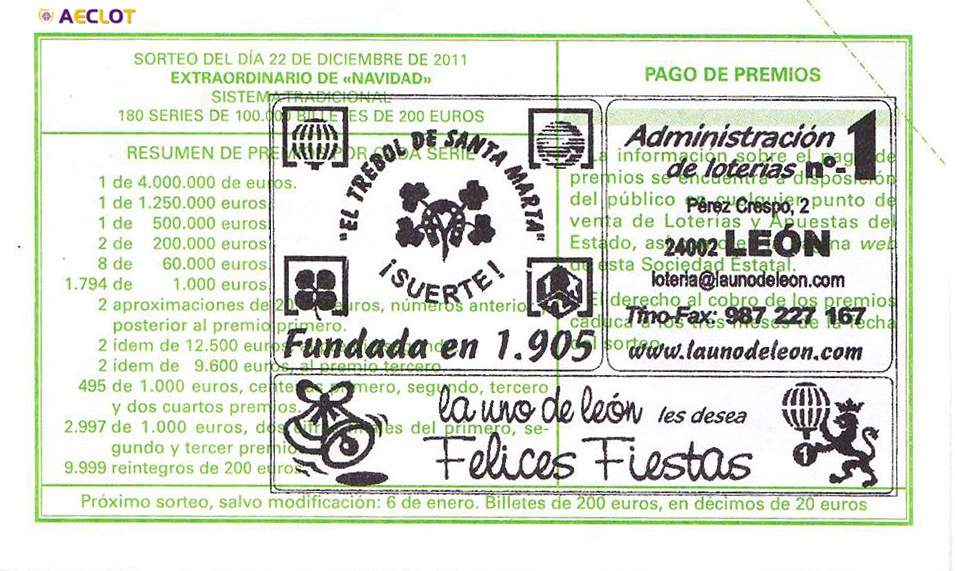 AECLOT
SORTEO DEL DÍA 22 DE DICIEMBRE DE 2011
EXTRAORDINARIO DE «NAVIDAD»
SISTEMA TRADICIONAL
180 SERIES DE 100.000 BILLETES DE 200 EUROS
RESUMEN DE PREMIOS POR CADA SERIE
1 de 4.000.000 de euros.
1 de 1.250.000 euros.
1 de 500.000 euros.
2 de 200.000 euros.
8 de 60.000 euros.
1.794 de 1.000 euros.
2 aproximaciones de euros, números anterior
posterior al premio primero.
2 idem de 12.500 euros
2 idem de 9.600 euros, al premio tercero.
495 de 1.000 euros, centenas primero, segundo, tercero
y dos cuartos premios.
2.997 de 1.000 euros, dos cifras del primero, se-
gundo y tercer premio
9.999 reintegros de 200 euros
PAGO DE PREMIOS
La información sobre el pago de
premios se encuentra a disposición
del público en cualquier punto de
venta de Loterías y Apuestas del
Estado, así como en la página web
de esta Sociedad Estatal.
El derecho al cobro de los premios
caduca a los tres meses de la fecha
del sorteo.
"EL TREBOL DE SANTA MARTA"
¡SUERTE!
Fundada en 1.905
Administración
de loterías nº- 1
Pérez Crespo, 2
24002 LEÓN
loteria@launodeleon.com
Tfno-Fax: 987 227 167
www.launodeleon.com
la uno de león les desea
Felices Fiestas
1
Próximo sorteo, salvo modificación: 6 de enero. Billetes de 200 euros, en décimos de 20 euros